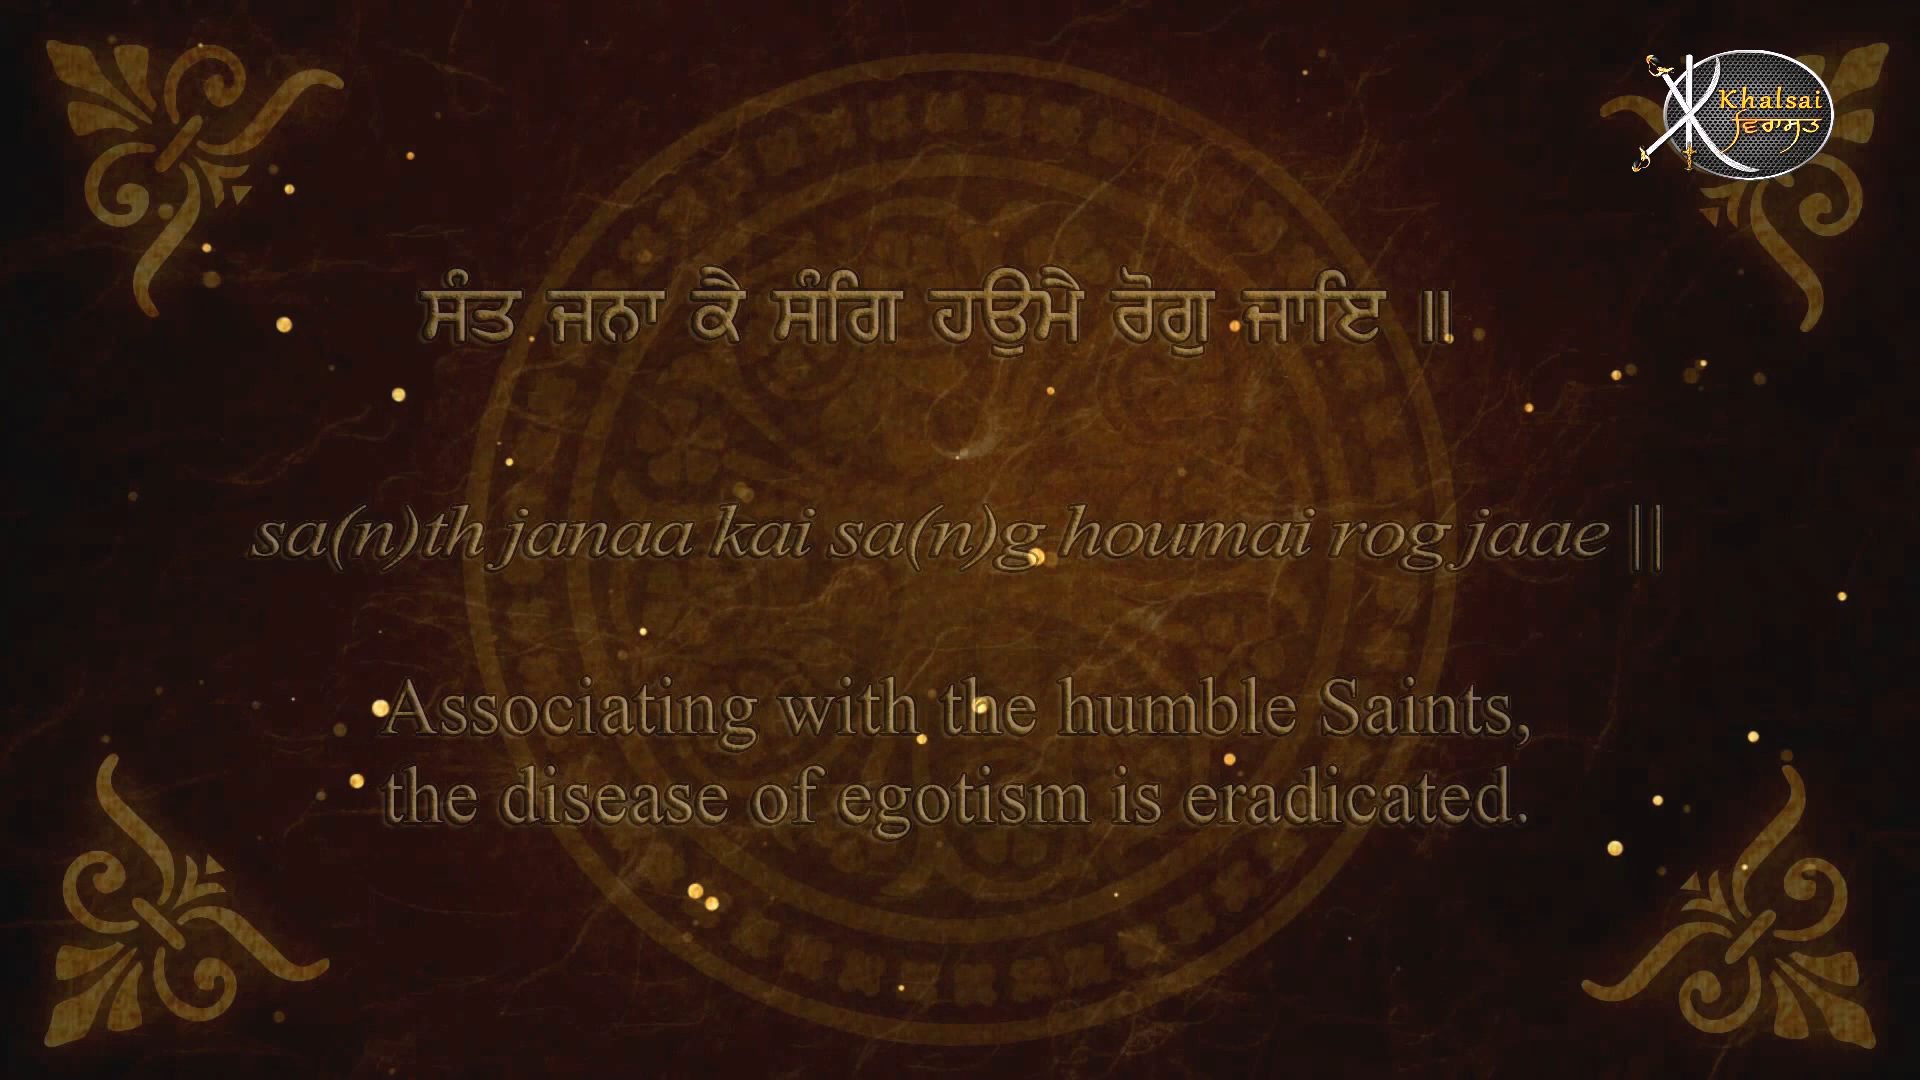 Khalsai
ਵਿਰਾਸਤ
ਸੰਤ ਜਨਾ ਕੈ ਸੰਗਿ ਹਉਮੈ ਰੋਗੁ ਜਾਇ ॥
sa(n)th janaa kai sa(n)g houmai rog jaae ||
Associating with the humble Saints,
the disease of egotism is eradicated.